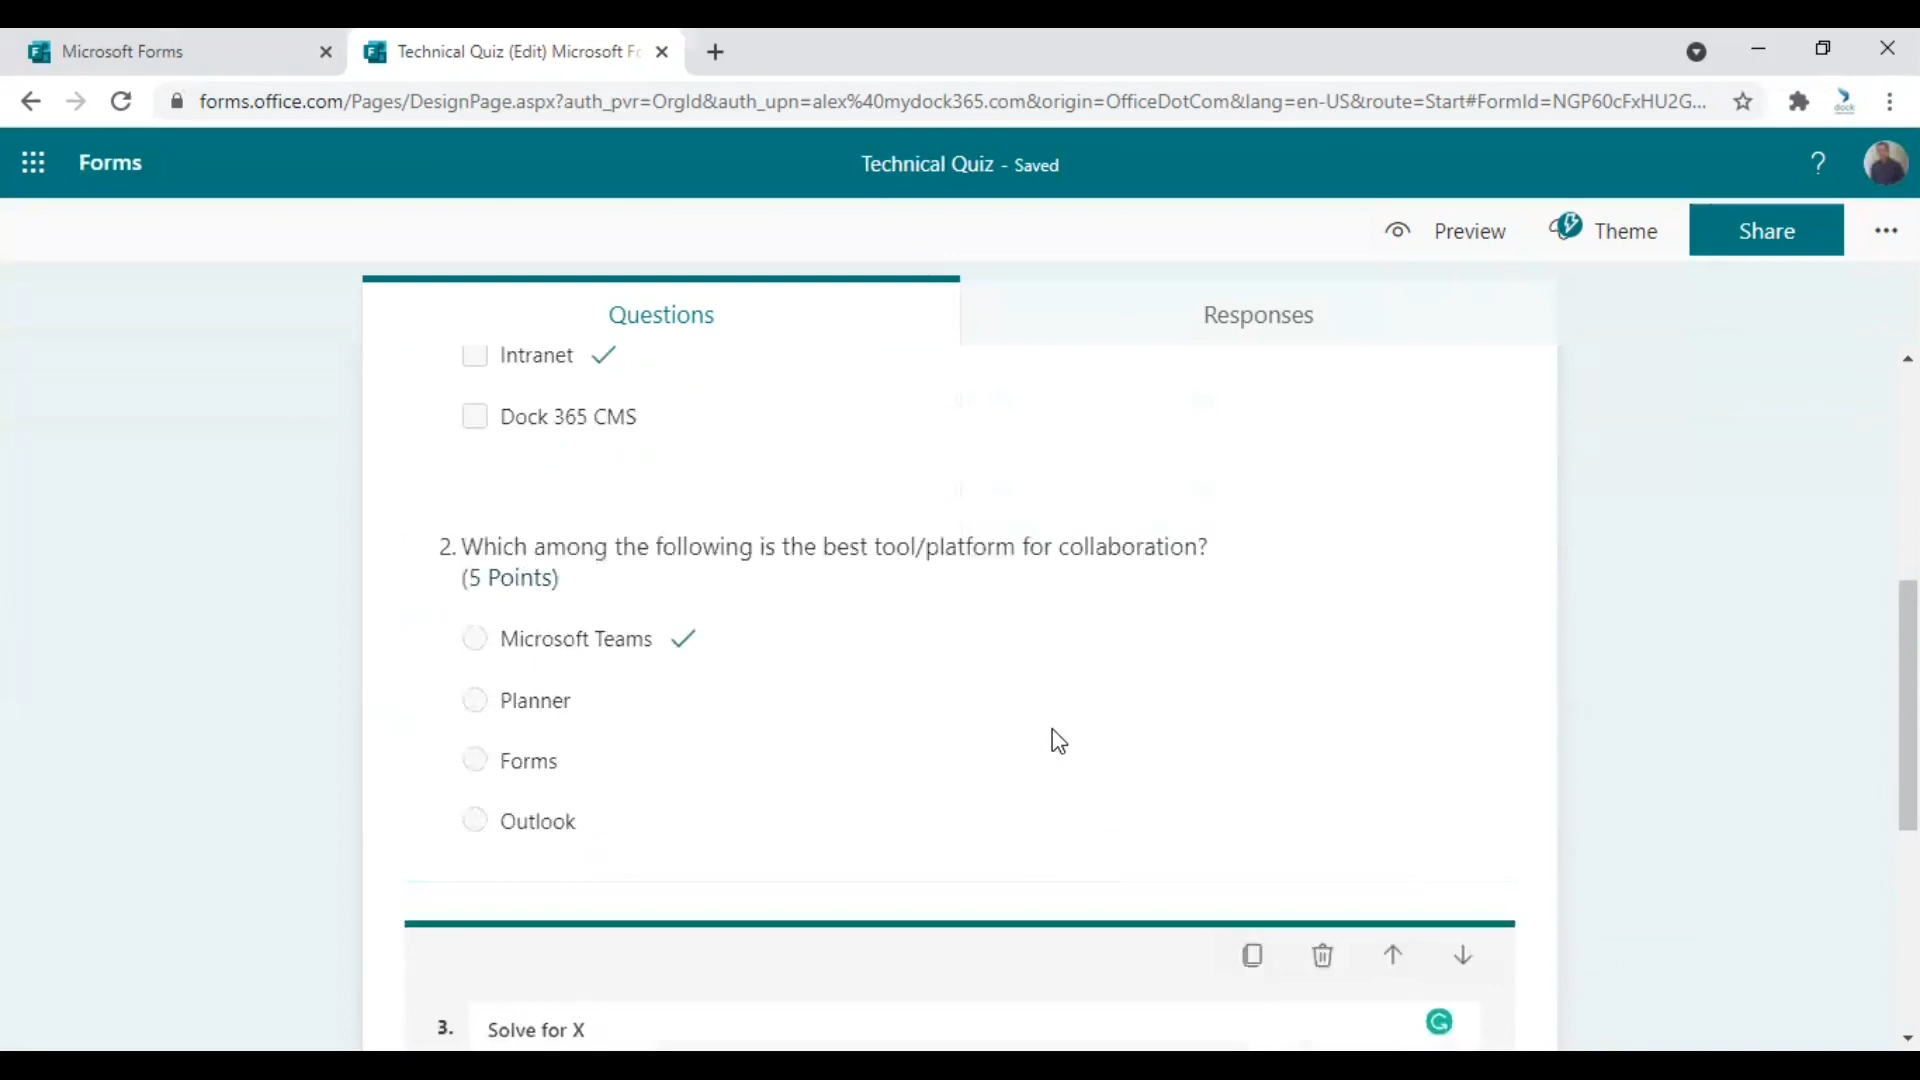 Microsoft Forms
Technical Quiz (Edit) Microsoft Fo
forms.office.com/Pages/DesignPage.aspx?auth_pvr=OrgId&auth_upn=alex%40mydock365.com&origin=OfficeDotCom&lang=en-US&route=Start#FormId=NGP60cFxHU2G...
dock
Forms
Technical Quiz - Saved
?
Preview
Theme
Share
Questions
Responses
Intranet
Dock 365 CMS
2. Which among the following is the best tool/platform for collaboration?
(5 Points)
Microsoft Teams
Planner
Forms
Outlook
3.
Solve for X